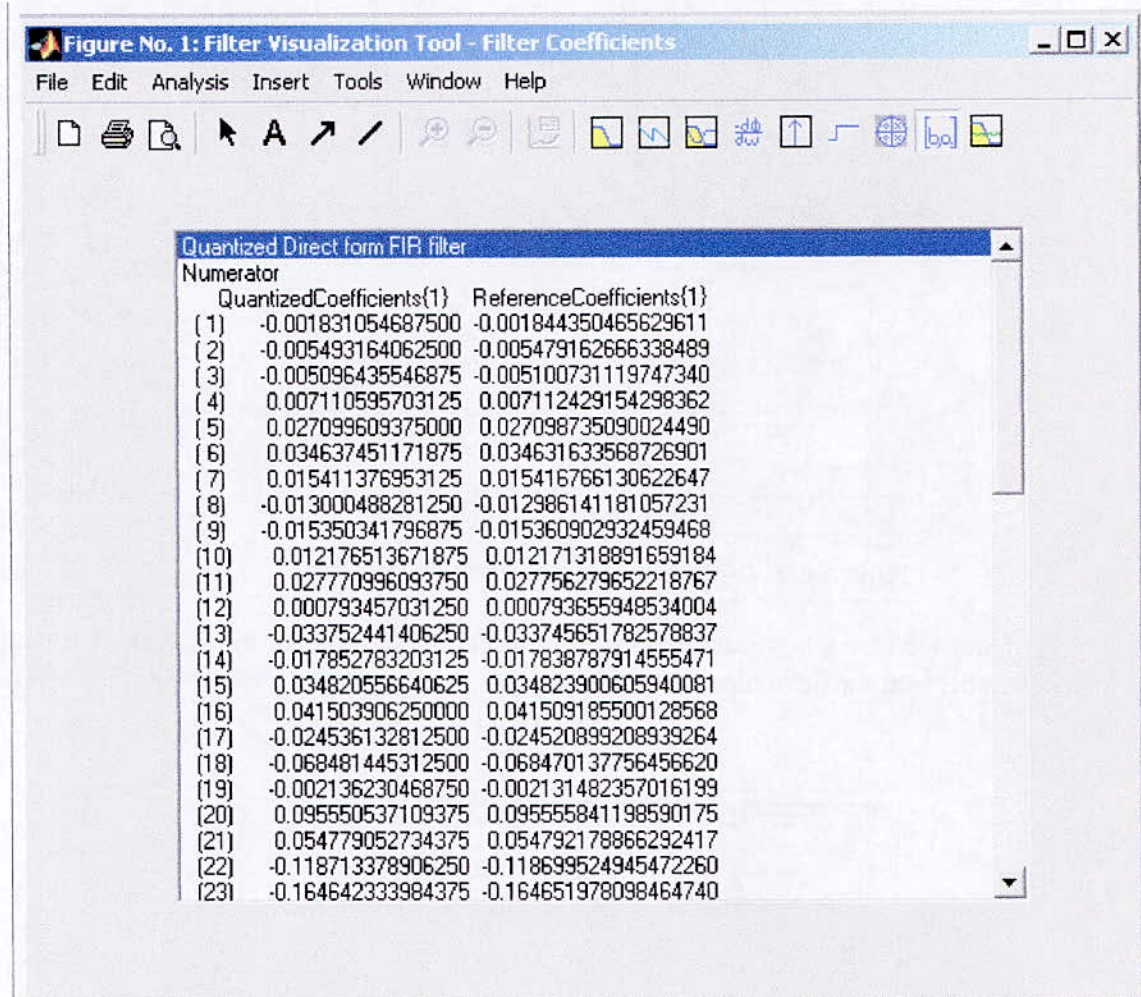 Figure No. 1: Filter Visualization Tool - Filter Coefficients
File Edit Analysis Insert Tools Window Help
A
[b,a]
Quantized Direct form FIR filter
Numerator
QuantizedCoefficients{1} ReferenceCoefficients{1}
( 1) -0.001831054687500 -0.001844350465629611
( 2) -0.005493164062500 -0.005479162666338489
( 3) -0.005096435546875 -0.005100731119747340
( 4) 0.007110595703125 0.007112429154298362
( 5) 0.027099609375000 0.027098735090024490
( 6) 0.034637451171875 0.034631633568726901
( 7) 0.015411376953125 0.015416766130622647
( 8) -0.013000488281250 -0.012986141181057231
( 9) -0.015350341796875 -0.015360902932459468
(10) 0.012176513671875 0.012171318891659184
(11) 0.027770996093750 0.027756279652218767
(12) 0.000793457031250 0.000793655948534004
(13) -0.033752441406250 -0.033745651782578837
(14) -0.017852783203125 -0.017838787914555471
(15) 0.034820556640625 0.034823900605940081
(16) 0.041503906250000 0.041509185500128568
(17) -0.024536132812500 -0.024520899208939264
(18) -0.068481445312500 -0.068470137756456620
(19) -0.002136230468750 -0.002131482357016199
(20) 0.095550537109375 0.095555841198590175
(21) 0.054779052734375 0.054792178866292417
(22) -0.118713378906250 -0.118699524945472260
(23) -0.164642333984375 -0.164651978098464740